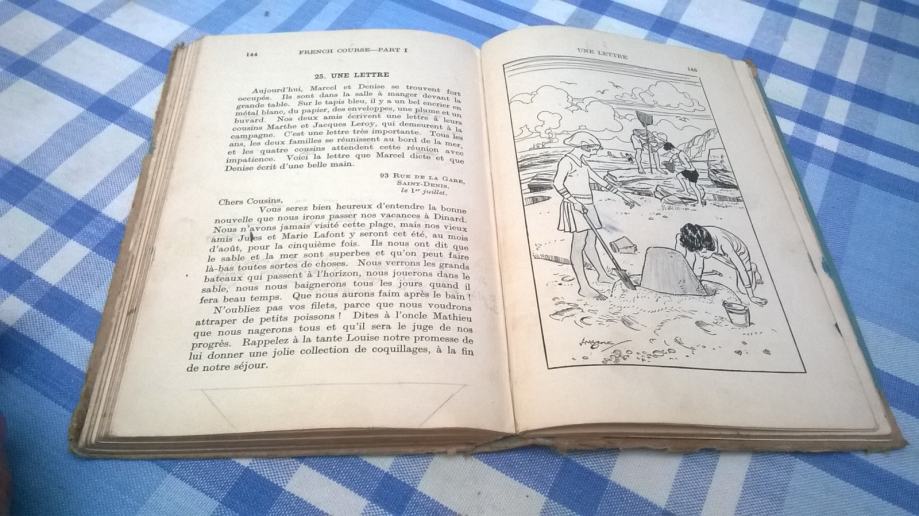 144
FRENCH COURSE—PART I
25. UNE LETTRE
Aujourd'hui, Marcel et Denise se trouvent fort
occupés. Ils sont dans la salle à manger devant la
grande table. Sur le tapis bleu, il y a un bel encrier en
métal blanc, du papier, des enveloppes, une plume et un
buvard. Nos deux amis écrivent une lettre à leurs
cousins Marthe et Jacques Leroy, qui demeurent à la
campagne. C'est une lettre très importante. Tous les
ans, les deux familles se réunissent au bord de la mer,
et les quatre cousins attendent cette réunion avec
impatience. Voici la lettre que Marcel dicte et que
Denise écrit d'une belle main.
93 RUE DE LA GARE,
SAINT-DENIS,
le 1er juillet.
Chers Cousins,
Vous serez bien heureux d'entendre la bonne
nouvelle que nous irons passer nos vacances à Dinard.
Nous n'avons jamais visité cette plage, mais nos vieux
amis Jules et Marie Lafont y seront cet été, au mois
d'août, pour la cinquième fois. Ils nous ont dit que
le sable et la mer sont superbes et qu'on peut faire
là-bas toutes sortes de choses. Nous verrons les grands
bateaux qui passent à l'horizon, nous jouerons dans le
sable, nous nous baignerons tous les jours quand il
fera beau temps. Que nous aurons faim après le bain !
N'oubliez pas vos filets, parce que nous voudrons
attraper de petits poissons ! Dites à l'oncle Mathieu
que nous nagerons tous et qu'il sera le juge de nos
progrès. Rappelez à la tante Louise notre promesse de
lui donner une jolie collection de coquillages, à la fin
de notre séjour.
UNE LETTRE
145